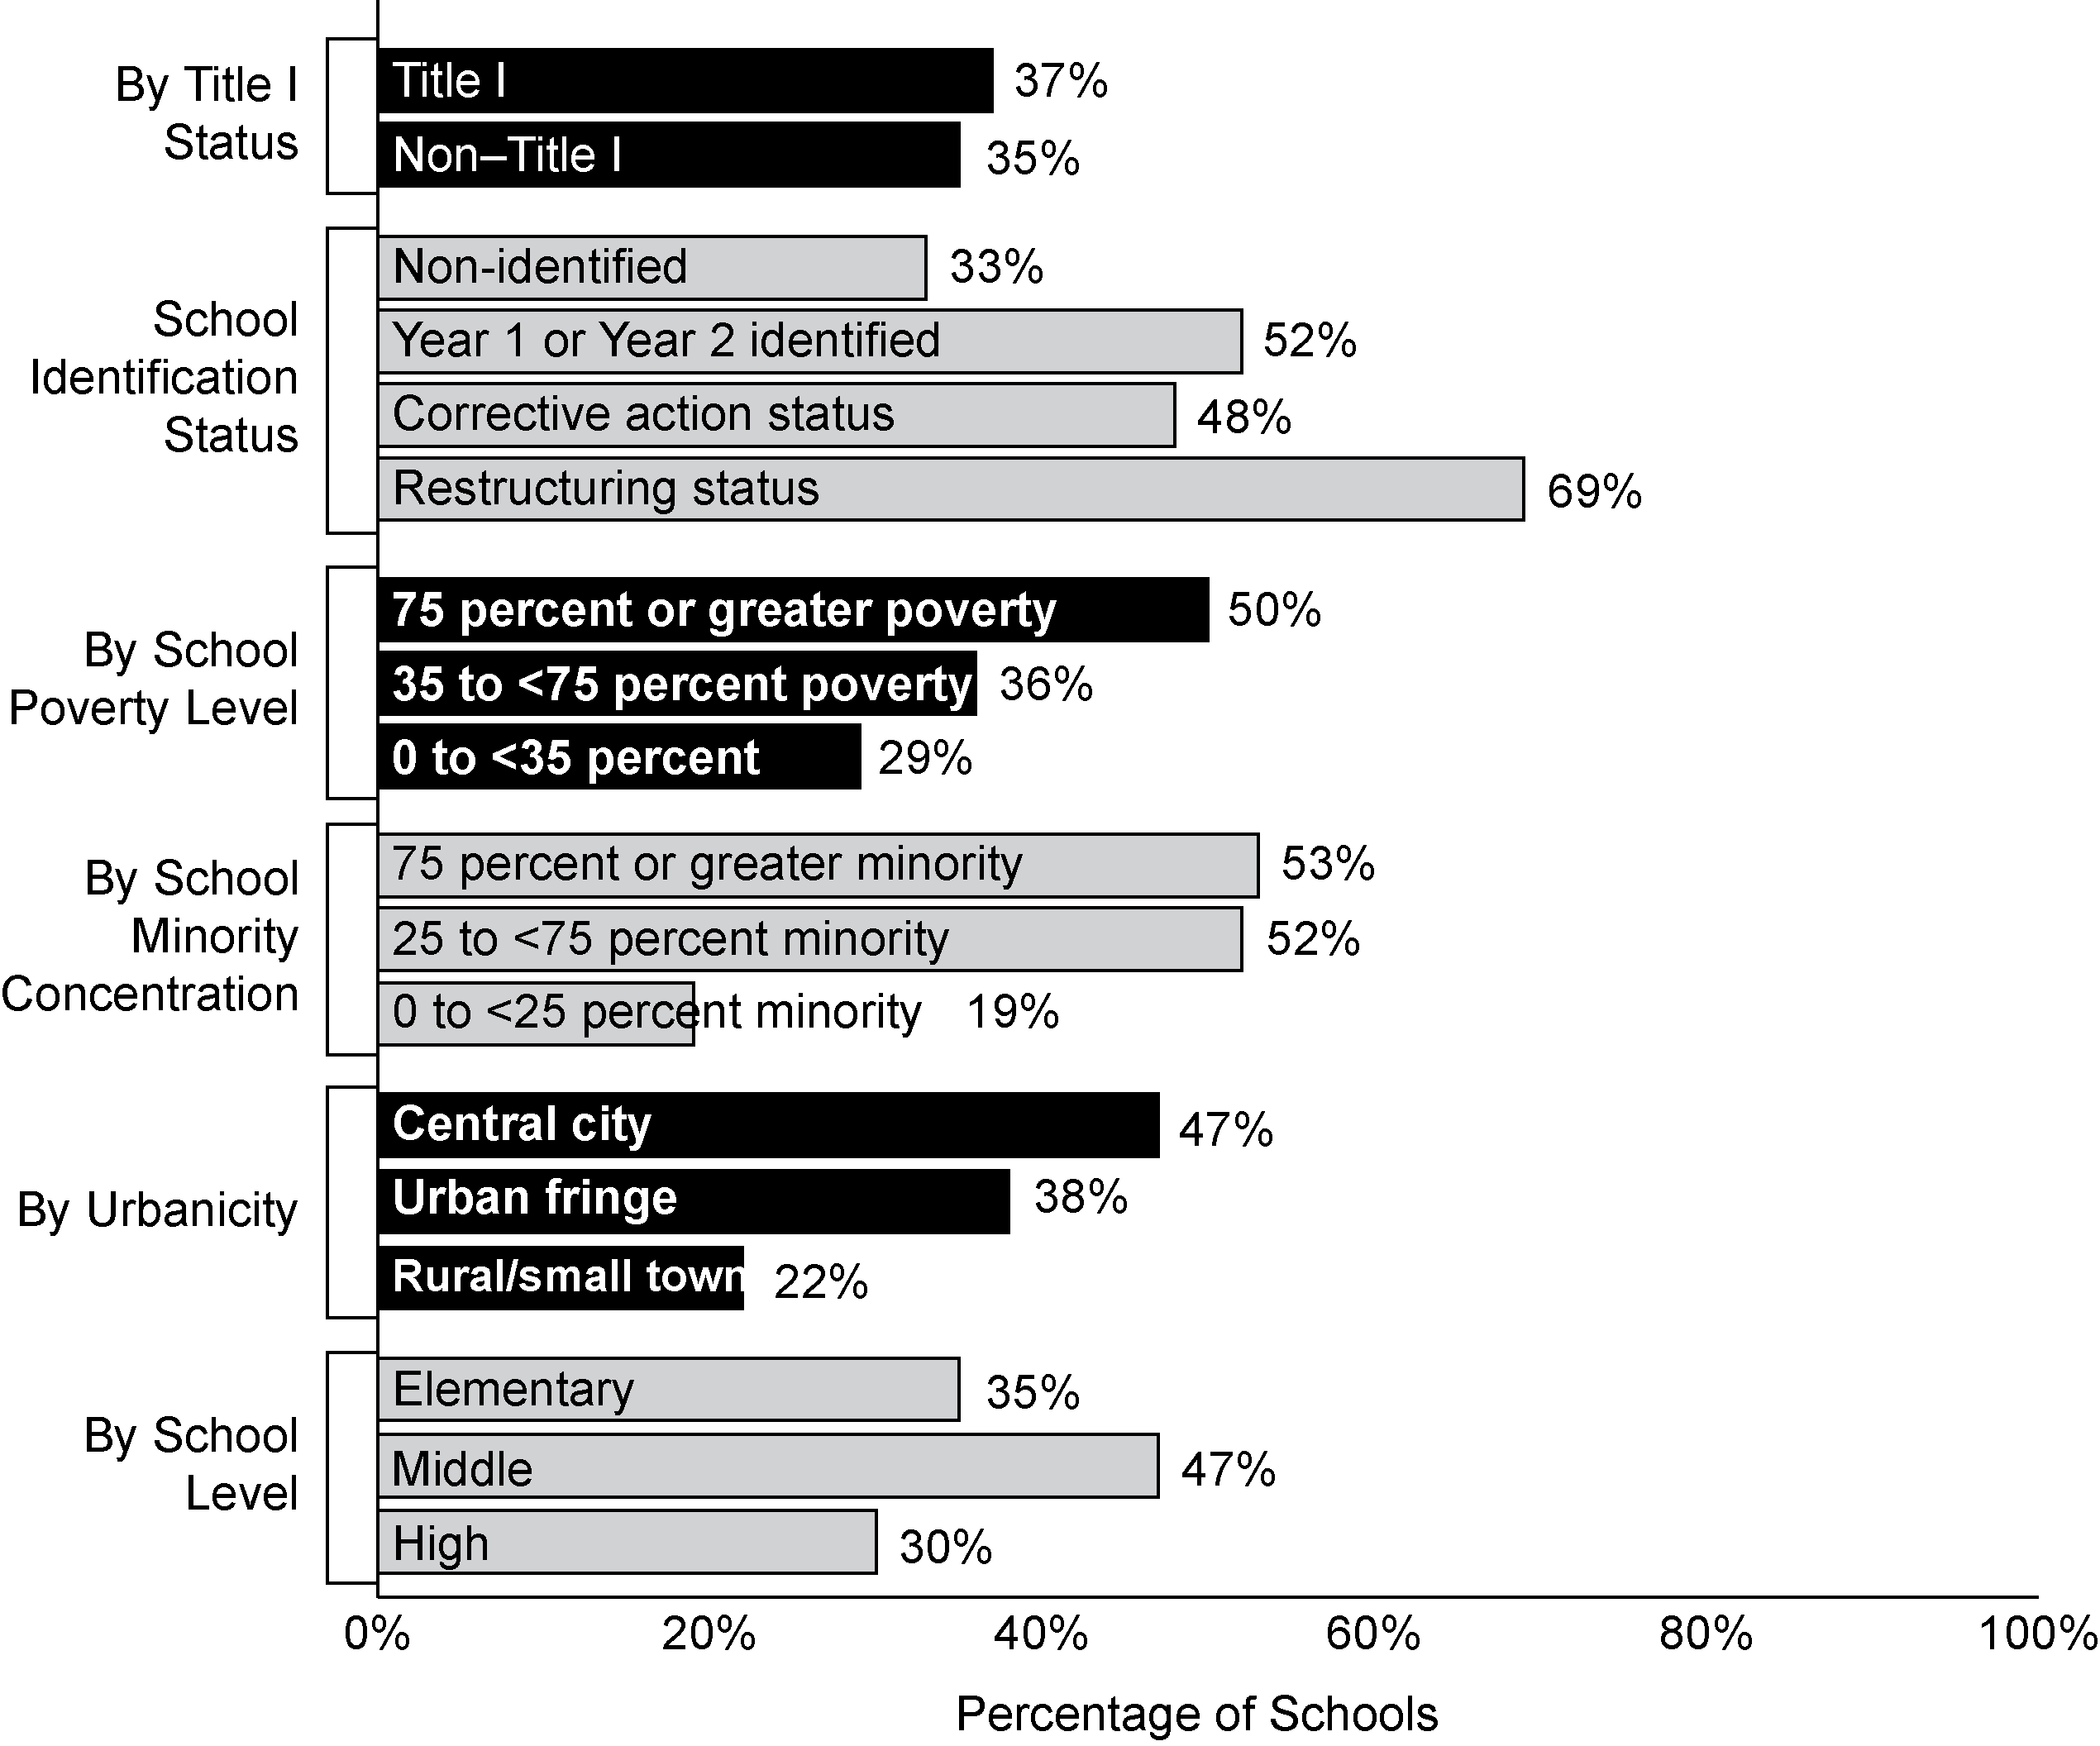 By Title I
Status
Title I
37%
Non–Title I
35%
School
Identification
Status
Non-identified
33%
Year 1 or Year 2 identified
52%
Corrective action status
48%
Restructuring status
69%
By School
Poverty Level
75 percent or greater poverty
50%
35 to <75 percent poverty
36%
0 to <35 percent
29%
By School
Minority
Concentration
75 percent or greater minority
53%
25 to <75 percent minority
52%
0 to <25 percent minority
19%
By Urbanicity
Central city
47%
Urban fringe
38%
Rural/small town
22%
By School
Level
Elementary
35%
Middle
47%
High
30%
0% 20% 40% 60% 80% 100%
Percentage of Schools